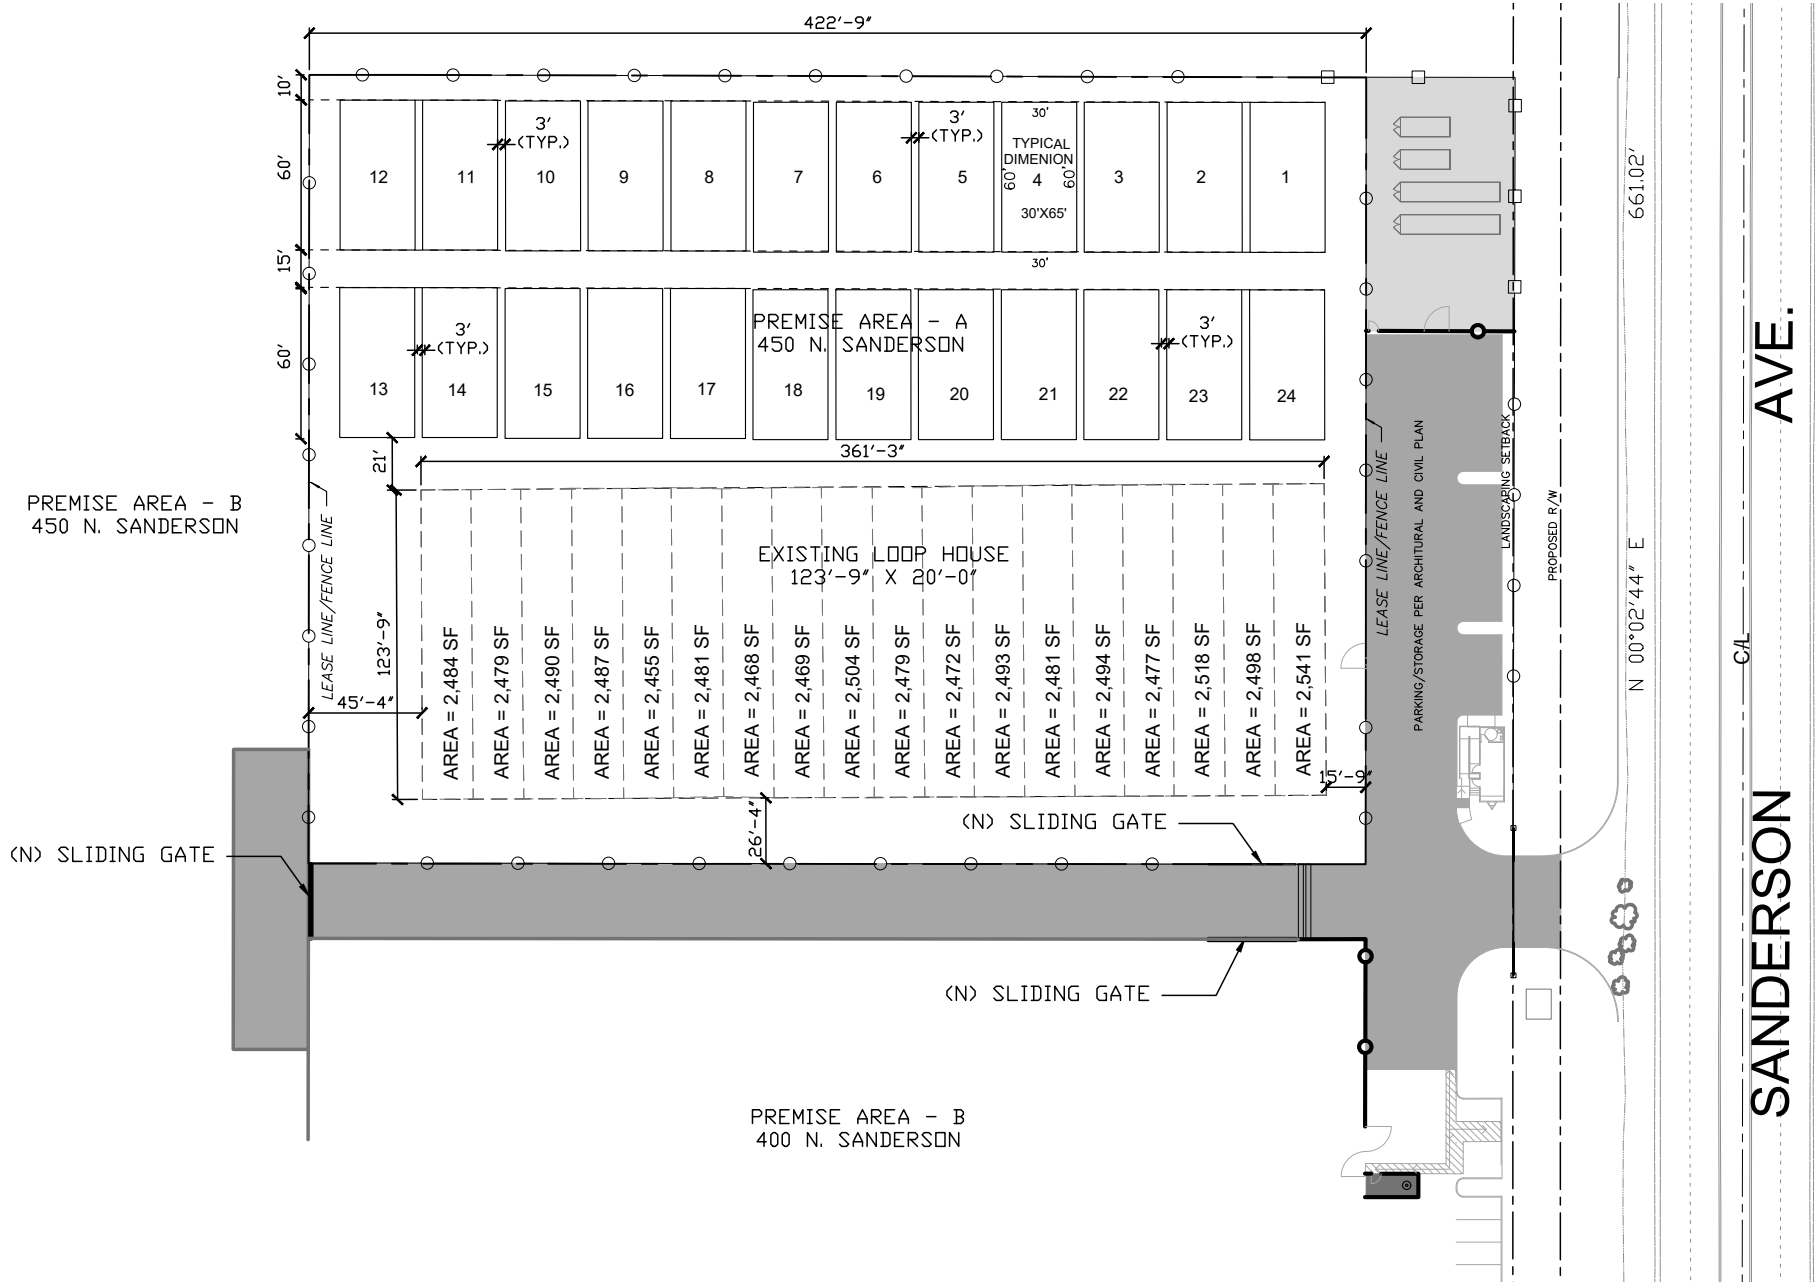 422'-9"
10'
60'
15'
60'
3'
(TYP.)
3'
(TYP.)
30'
TYPICAL
DIMENION
60'
4
60'
30'X65'
12
11
10
9
8
7
6
5
3
2
1
30'
661.02'
3'
(TYP.)
3'
(TYP.)
PREMISE AREA - A
450 N. SANDERSON
13
14
15
16
17
18
19
20
21
22
23
24
21'
361'-3"
PREMISE AREA - B
450 N. SANDERSON
LEASE LINE/FENCE LINE
123'-9"
45'-4"
EXISTING LOOP HOUSE
123'-9" X 20'-0"
AREA = 2,484 SF
AREA = 2,479 SF
AREA = 2,490 SF
AREA = 2,487 SF
AREA = 2,455 SF
AREA = 2,481 SF
AREA = 2,468 SF
AREA = 2,469 SF
AREA = 2,504 SF
AREA = 2,479 SF
AREA = 2,472 SF
AREA = 2,493 SF
AREA = 2,481 SF
AREA = 2,494 SF
AREA = 2,477 SF
AREA = 2,518 SF
AREA = 2,498 SF
AREA = 2,541 SF
15'-9"
26'-4"
LEASE LINE/FENCE LINE
PARKING/STORAGE PER ARCHITURAL AND CIVIL PLAN
LANDSCAPING SETBACK
PROPOSED R/W
N 00°02'44" E
C/L
SANDERSON AVE.
(N) SLIDING GATE
(N) SLIDING GATE
(N) SLIDING GATE
PREMISE AREA - B
400 N. SANDERSON